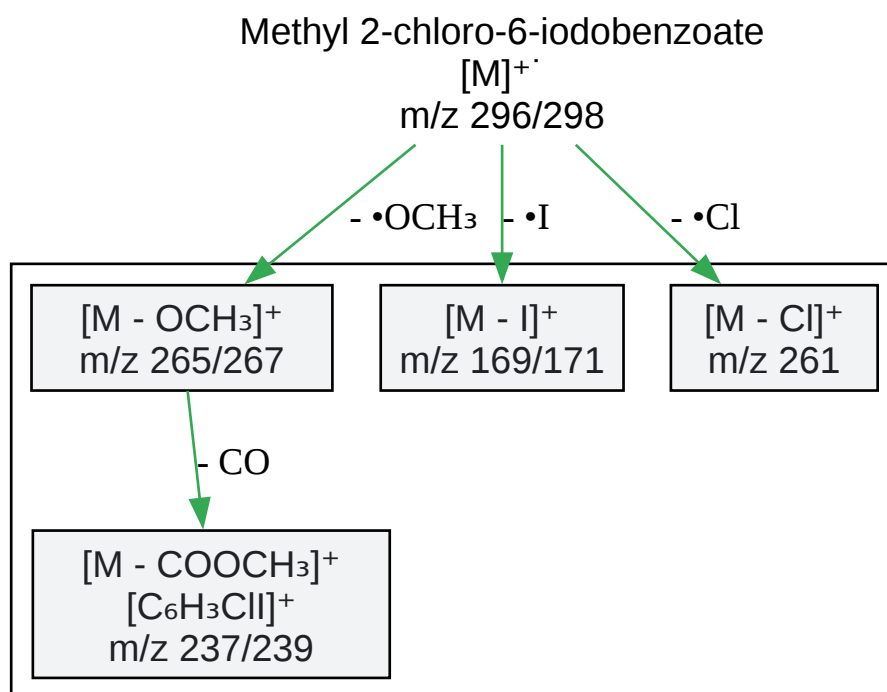 Methyl 2-chloro-6-iodobenzoate
[M]⁺˙
m/z 296/298
- •OCH₃
- •I
- •Cl
[M - OCH₃]⁺
m/z 265/267
[M - I]⁺
m/z 169/171
[M - Cl]⁺
m/z 261
- CO
[M - COOCH₃]⁺
[C₆H₃ClI]⁺
m/z 237/239